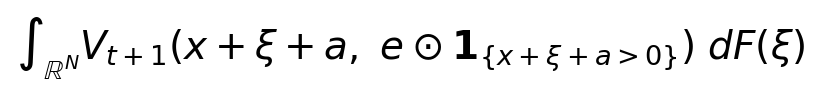 ∫_{ℝ^N} V_{t+1}(x + ξ + a, e ⊙ 𝟏_{{x+ξ+a>0}}) dF(ξ)